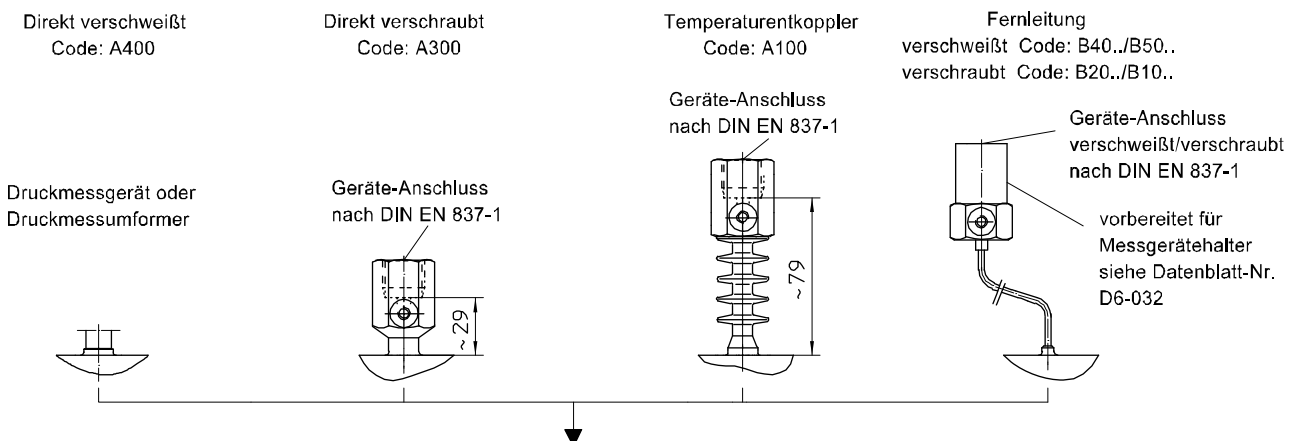 Direkt verschweißt
Code: A400
Direkt verschraubt
Code: A300
Temperaturentkoppler
Code: A100
Fernleitung
verschweißt Code: B40../B50..
verschraubt Code: B20../B10..
Druckmessgerät oder
Druckmessumformer
Geräte-Anschluss
nach DIN EN 837-1
~29
Geräte-Anschluss
nach DIN EN 837-1
~79
Geräte-Anschluss
verschweißt/verschraubt
nach DIN EN 837-1
vorbereitet für
Messgerätehalter
siehe Datenblatt-Nr.
D6-032